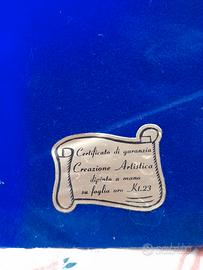 Certificato di garanzia
Creazione Artistica
dipinta a mano
su foglia oro Kt.23